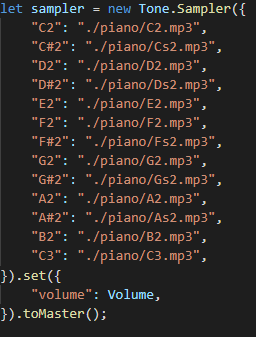 let sampler = new Tone.Sampler({
    "C2": "./piano/C2.mp3",
    "C#2": "./piano/Cs2.mp3",
    "D2": "./piano/D2.mp3",
    "D#2": "./piano/Ds2.mp3",
    "E2": "./piano/E2.mp3",
    "F2": "./piano/F2.mp3",
    "F#2": "./piano/Fs2.mp3",
    "G2": "./piano/G2.mp3",
    "G#2": "./piano/Gs2.mp3",
    "A2": "./piano/A2.mp3",
    "A#2": "./piano/As2.mp3",
    "B2": "./piano/B2.mp3",
    "C3": "./piano/C3.mp3",
}).set({
    "volume": Volume,
}).toMaster();